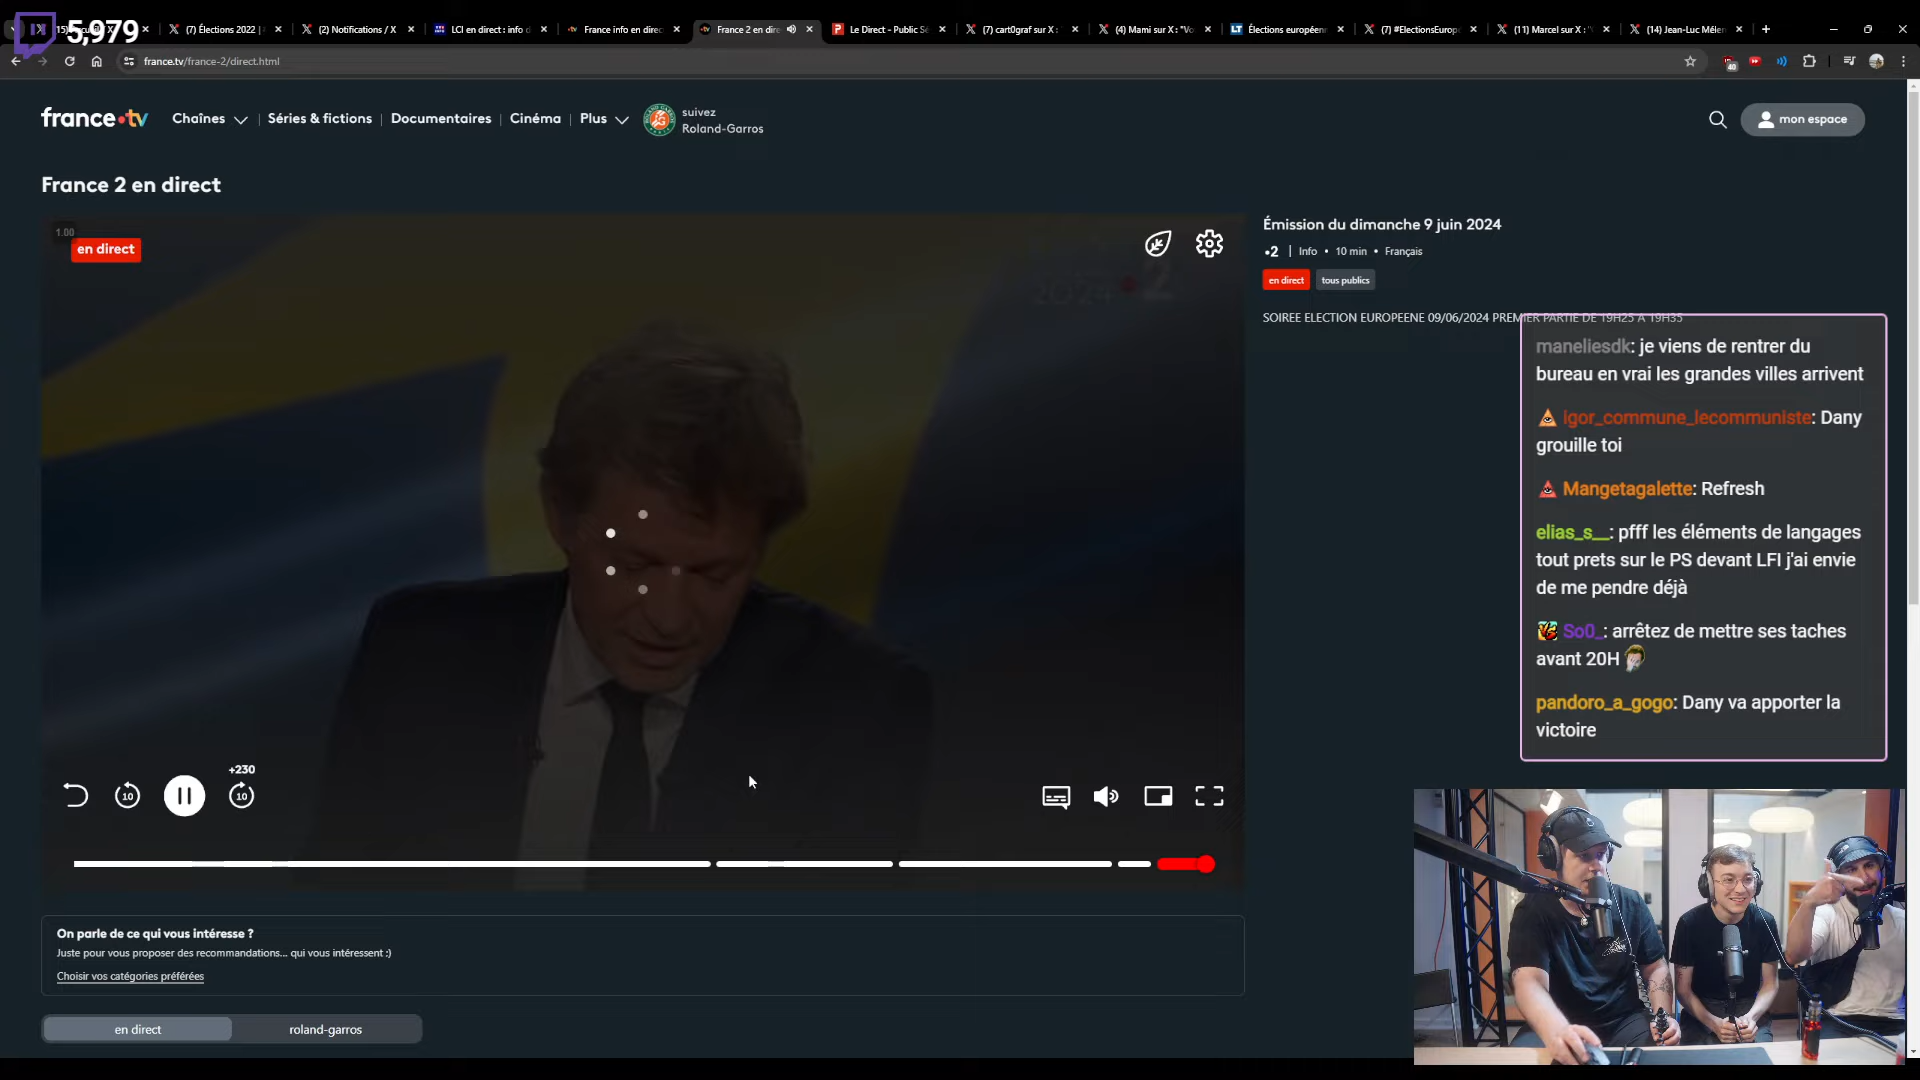 5,979
(7) Élections 2022 |
(2) Notifications / X
LCI en direct : info d
France info en direc
France 2 en dire
Le Direct - Public Sé
(7) cart0graf sur X :
(4) Mami sur X : "Vo
Élections européenn
(7) #ElectionsEurop
(11) Marcel sur X : "
(14) Jean-Luc Mélen
france.tv/france-2/direct.html
40
france•tv
Chaînes
Séries & fictions
Documentaires
Cinéma
Plus
suivez
Roland-Garros
mon espace
France 2 en direct
1.00
en direct
2024 2
Émission du dimanche 9 juin 2024
•2 | Info • 10 min • Français
en direct
tous publics
SOIREE ELECTION EUROPEENE 09/06/2024 PREMIER PARTIE DE 19H25 A 19H35
maneliesdk: je viens de rentrer du
bureau en vrai les grandes villes arrivent
Igor_commune_lecommuniste: Dany
grouille toi
Mangetagalette: Refresh
elias_s__: pfff les éléments de langages
tout prets sur le PS devant LFI j'ai envie
de me pendre déjà
So0_: arrêtez de mettre ses taches
avant 20H
pandoro_a_gogo: Dany va apporter la
victoire
+230
10
10
On parle de ce qui vous intéresse ?
Juste pour vous proposer des recommandations... qui vous intéressent :)
Choisir vos catégories préférées
en direct
roland-garros